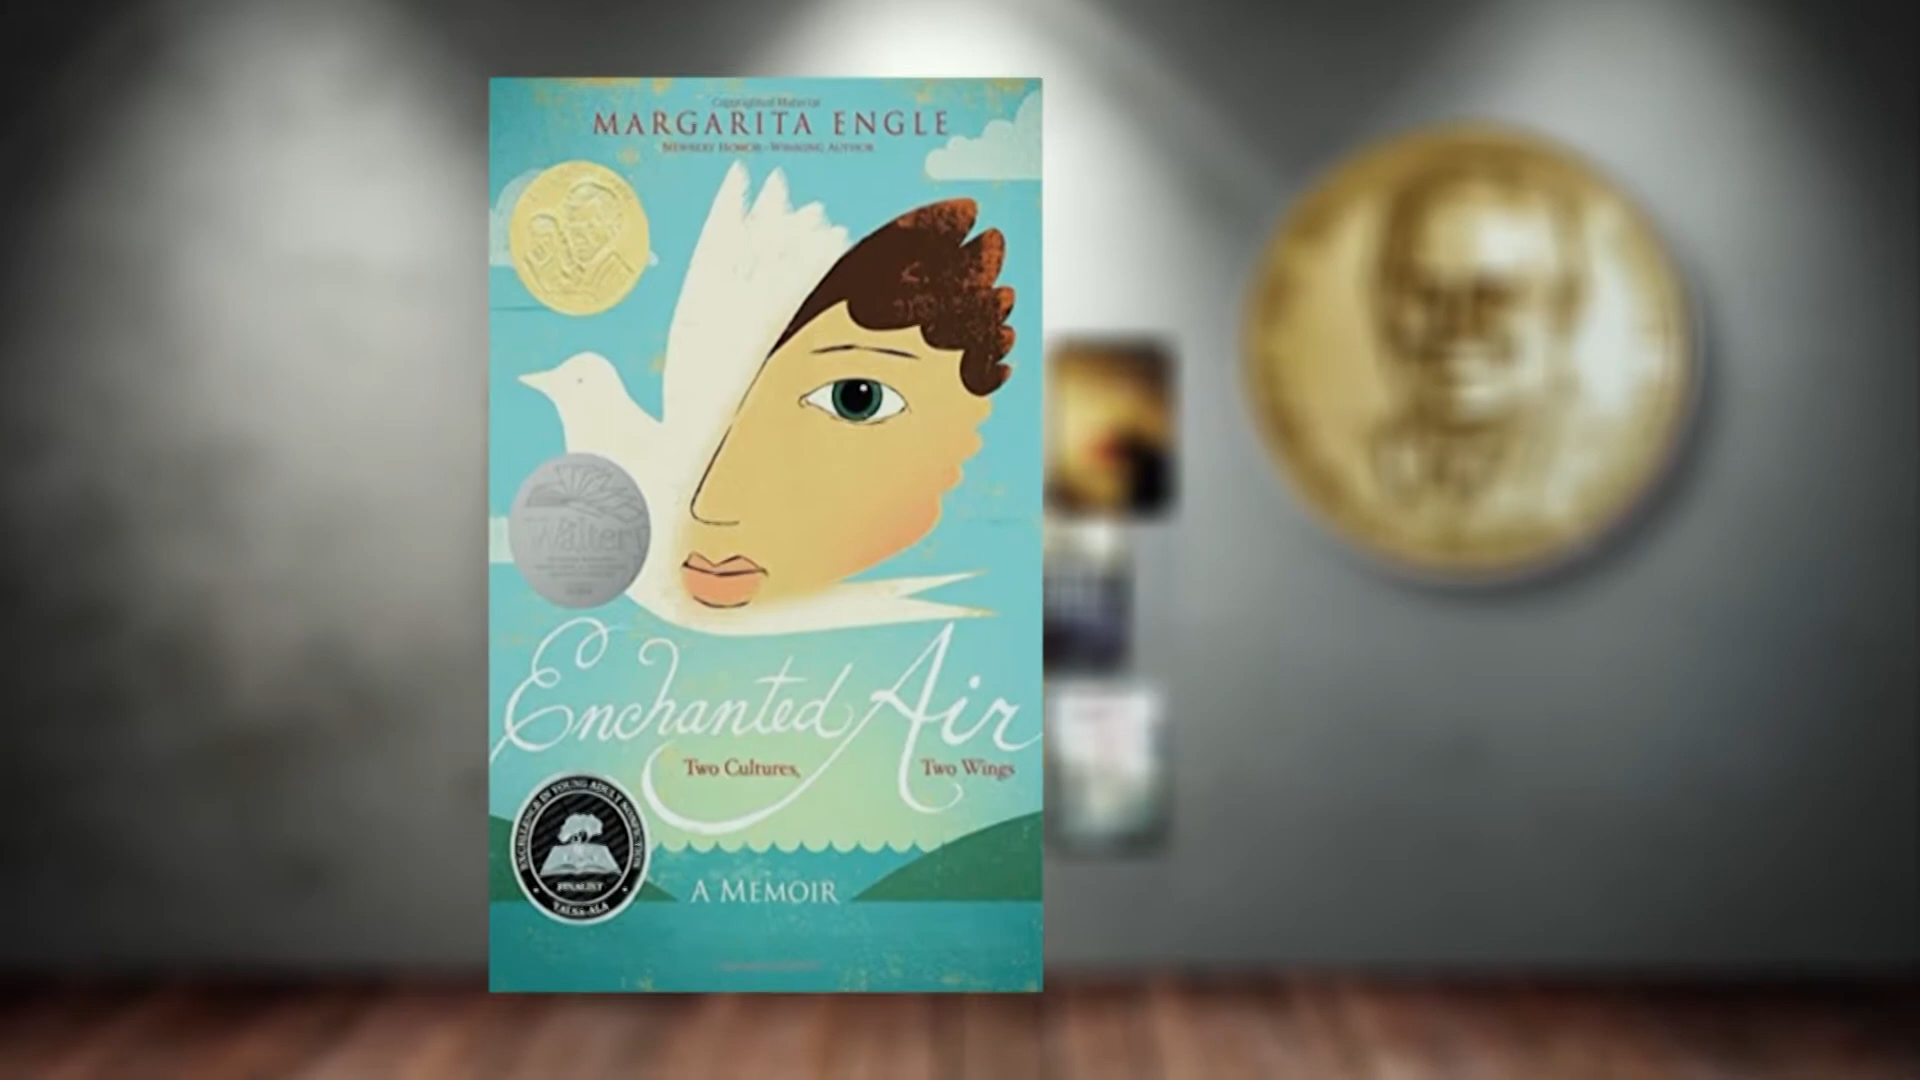 Copyrighted Material
MARGARITA ENGLE
NEWBERY HONOR–WINNING AUTHOR
Walter
Enchanted Air
Two Cultures, Two Wings
EXCELLENCE IN YOUNG ADULT NONFICTION
FINALIST
YALSA-ALA
A MEMOIR